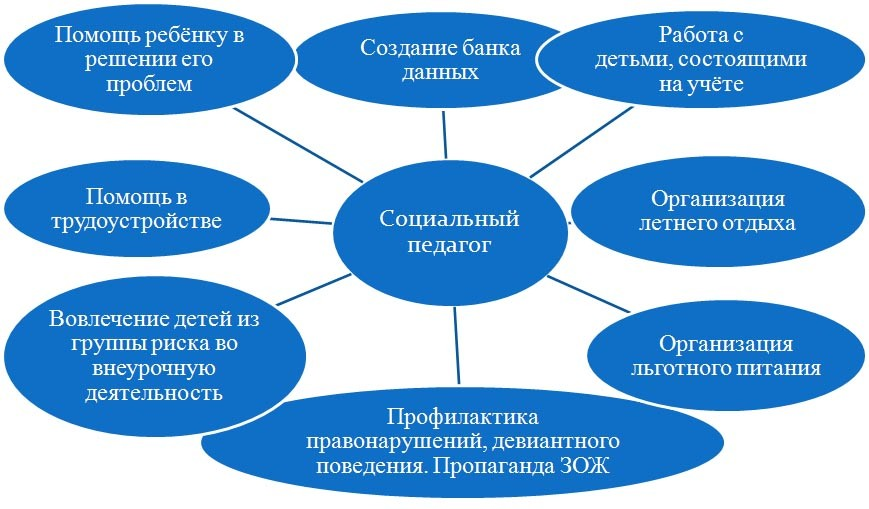 Помощь ребёнку в
решении его
проблем
Создание банка
данных
Работа с
детьми, состоящими
на учёте
Помощь в
трудоустройстве
Социальный
педагог
Организация
летнего отдыха
Вовлечение детей из
группы риска во
внеурочную
деятельность
Организация
льготного питания
Профилактика
правонарушений, девиантного
поведения. Пропаганда ЗОЖ